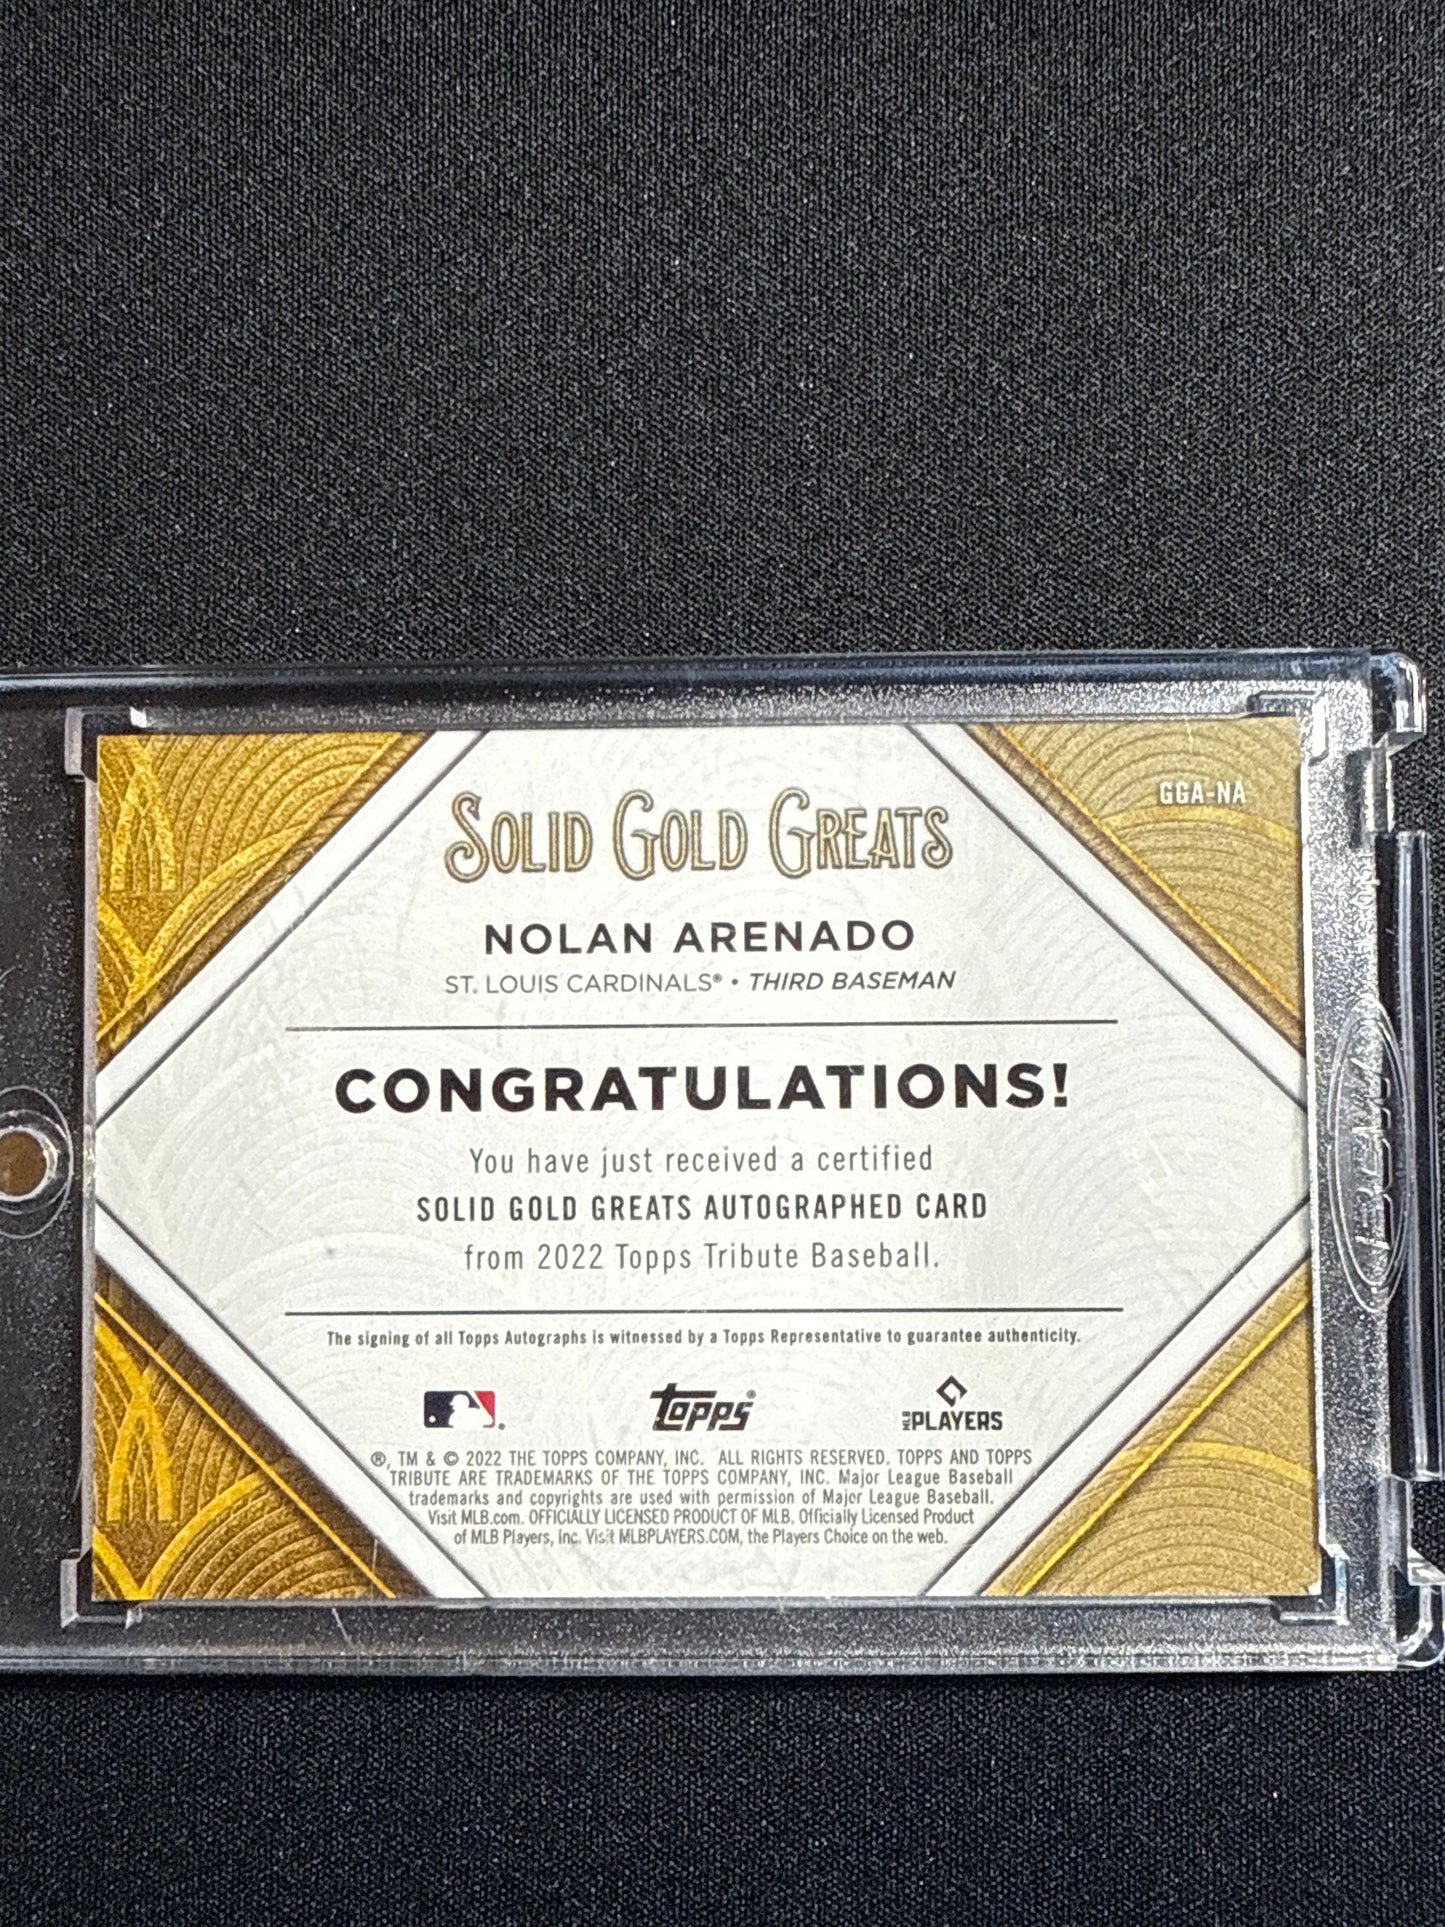 GGA-NA
SOLID GOLD GREATS
NOLAN ARENADO
ST. LOUIS CARDINALS® • THIRD BASEMAN
CONGRATULATIONS!
You have just received a certified
SOLID GOLD GREATS AUTOGRAPHED CARD
from 2022 Topps Tribute Baseball.
The signing of all Topps Autographs is witnessed by a Topps Representative to guarantee authenticity.
topps® MLB PLAYERS
®, TM & © 2022 THE TOPPS COMPANY, INC. ALL RIGHTS RESERVED. TOPPS AND TOPPS
TRIBUTE ARE TRADEMARKS OF THE TOPPS COMPANY, INC. Major League Baseball
trademarks and copyrights are used with permission of Major League Baseball.
Visit MLB.com. OFFICIALLY LICENSED PRODUCT OF MLB. Officially Licensed Product
of MLB Players, Inc. Visit MLBPLAYERS.COM, the Players Choice on the web.